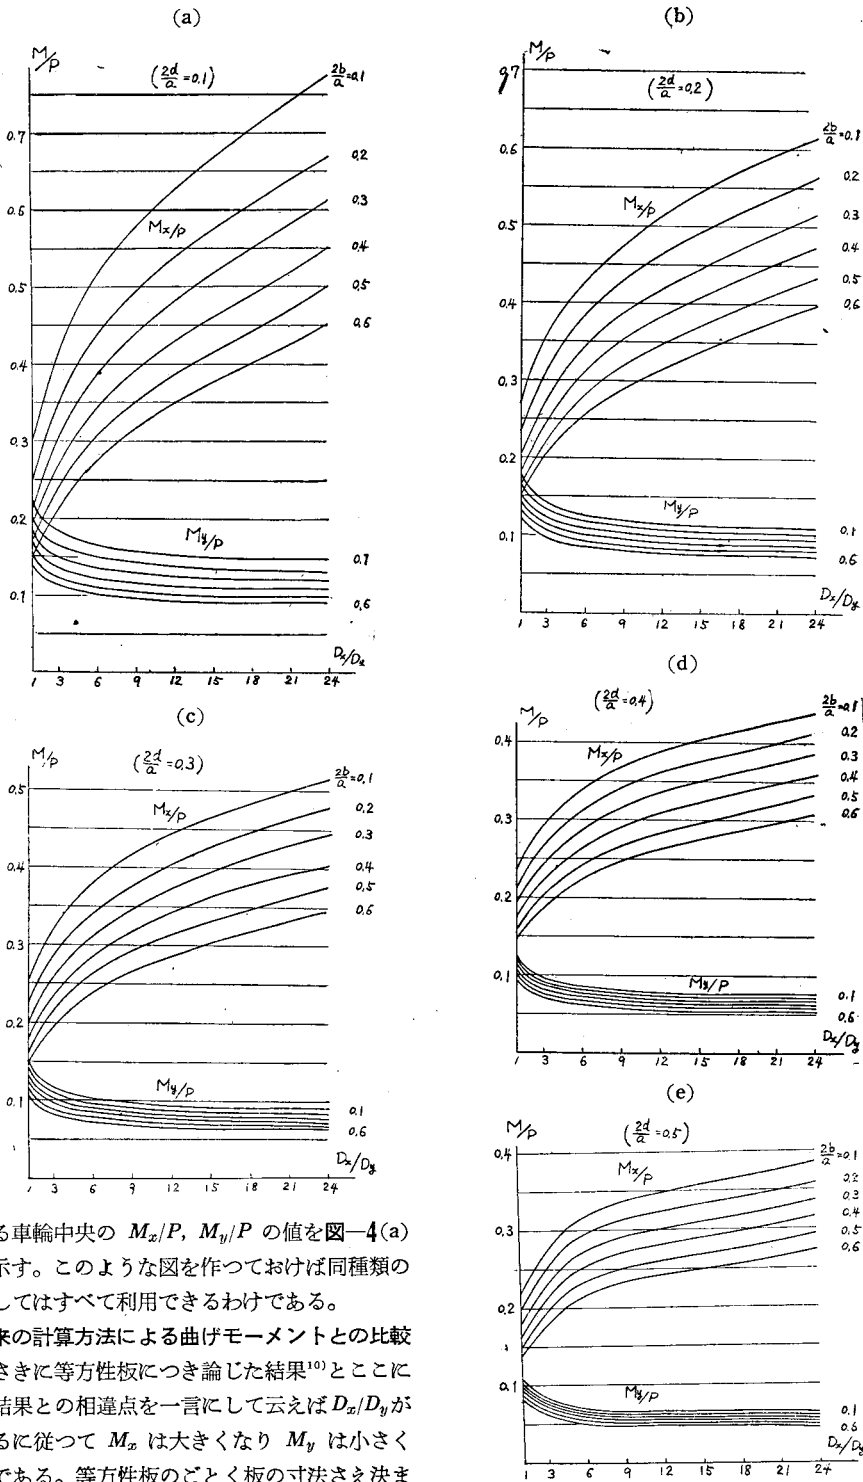 (a)
M/P
(2d/a = 0.1)
2b/a = 0.1
0.2
0.3
0.4
0.5
0.6
0.7
0.6
0.5
0.4
0.3
0.2
0.1
Mx/P
My/P
0.1
0.6
Dx/Dy
1 3 6 9 12 15 18 21 24
(b)
M/P
(2d/a = 0.2)
2b/a = 0.1
0.2
0.3
0.4
0.5
0.6
0.7
0.6
0.5
0.4
0.3
0.2
0.1
Mx/P
My/P
0.1
0.6
Dx/Dy
1 3 6 9 12 15 18 21 24
(c)
M/P
(2d/a = 0.3)
2b/a = 0.1
0.2
0.3
0.4
0.5
0.6
0.5
0.4
0.3
0.2
0.1
Mx/P
My/P
0.1
0.6
Dx/Dy
1 3 6 9 12 15 18 21 24
(d)
M/P
(2d/a = 0.4)
2b/a = 0.1
0.2
0.3
0.4
0.5
0.6
0.4
0.3
0.2
0.1
Mx/P
My/P
0.1
0.6
Dx/Dy
1 3 6 9 12 15 18 21 24
(e)
M/P
(2d/a = 0.5)
2b/a = 0.1
0.2
0.3
0.4
0.5
0.6
0.4
0.3
0.2
0.1
Mx/P
My/P
0.1
0.6
Dx/Dy
1 3 6 9 12 15 18 21 24
る車輪中央の Mx/P, My/P の値を図—4(a)
示す。このような図を作つておけば同種類の
してはすべて利用できるわけである。
来の計算方法による曲げモーメントとの比較
さきに等方性板につき論じた結果¹⁰⁾とここに
結果との相違点を一言にして云えば Dx/Dy が
るに従つて Mx は大きくなり My は小さく
である。等方性板のごとく板の寸法さえ決ま